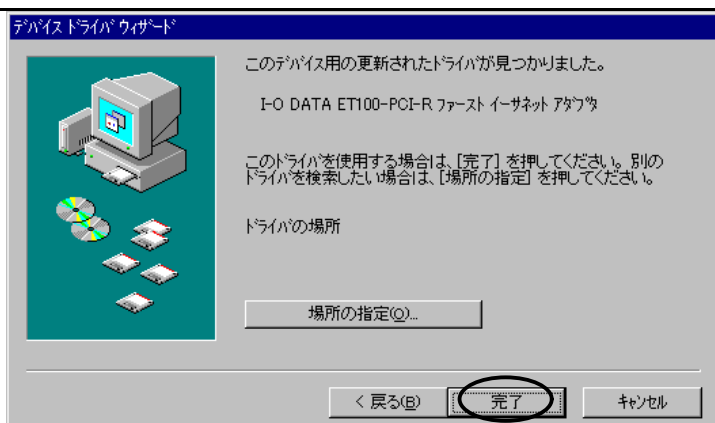 ﾃﾞﾊﾞｲｽ ﾄﾞﾗｲﾊﾞ ｳｨｻﾞｰﾄﾞ
このﾃﾞﾊﾞｲｽ用の更新されたﾄﾞﾗｲﾊﾞが見つかりました。
I-O DATA ET100-PCI-R ﾌｧｰｽﾄ ｲｰｻﾈｯﾄ ｱﾀﾞﾌﾟﾀ
このﾄﾞﾗｲﾊﾞを使用する場合は、[完了] を押してください。別の
ﾄﾞﾗｲﾊﾞを検索したい場合は、[場所の指定] を押してください。
ﾄﾞﾗｲﾊﾞの場所
場所の指定(O)...
< 戻る(B)
完了
ｷｬﾝｾﾙ